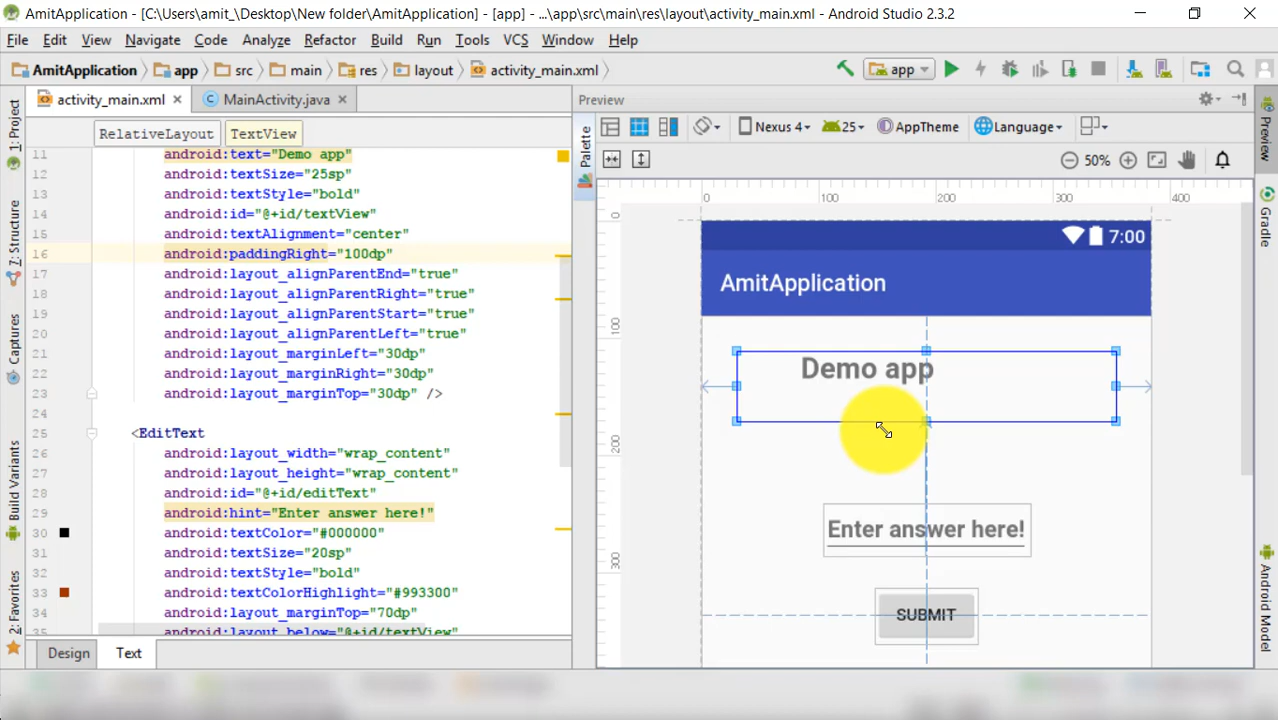 AmitApplication - [C:\Users\amit_\Desktop\New folder\AmitApplication] - [app] - ...\app\src\main\res\layout\activity_main.xml - Android Studio 2.3.2
File Edit View Navigate Code Analyze Refactor Build Run Tools VCS Window Help
AmitApplication app src main res layout activity_main.xml app
activity_main.xml MainActivity.java Preview
RelativeLayout TextView
Nexus 4 25 AppTheme Language
50%
1: Project
7: Structure
Captures
Build Variants
2: Favorites
11 android:text="Demo app"
12 android:textSize="25sp"
13 android:textStyle="bold"
14 android:id="@+id/textView"
15 android:textAlignment="center"
16 android:paddingRight="100dp"
17 android:layout_alignParentEnd="true"
18 android:layout_alignParentRight="true"
19 android:layout_alignParentStart="true"
20 android:layout_alignParentLeft="true"
21 android:layout_marginLeft="30dp"
22 android:layout_marginRight="30dp"
23 android:layout_marginTop="30dp" />
24
25 <EditText
26 android:layout_width="wrap_content"
27 android:layout_height="wrap_content"
28 android:id="@+id/editText"
29 android:hint="Enter answer here!"
30 android:textColor="#000000"
31 android:textSize="20sp"
32 android:textStyle="bold"
33 android:textColorHighlight="#993300"
34 android:layout_marginTop="70dp"
35 android:layout_below="@+id/textView"
Design Text
Palette
0 100 200 300 400
0
100
200
300
7:00
AmitApplication
Demo app
Enter answer here!
SUBMIT
Preview
Gradle
Android Model